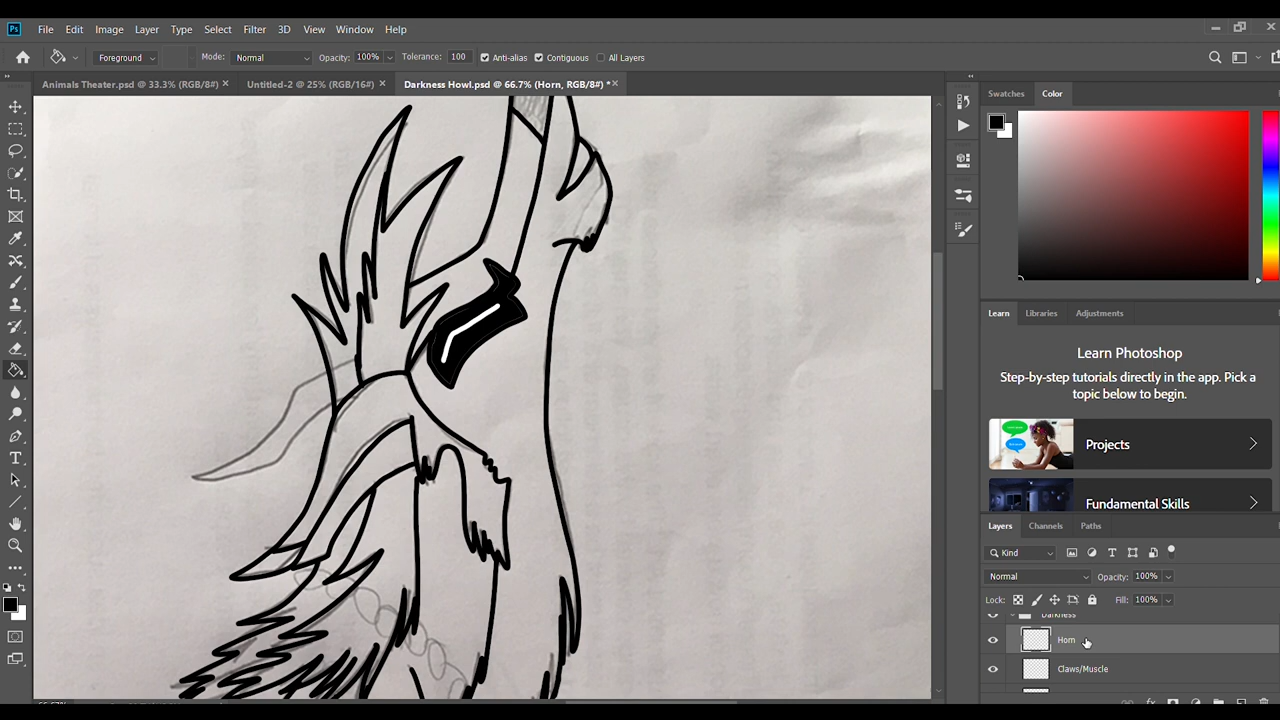 Ps File Edit Image Layer Type Select Filter 3D View Window Help
Foreground Mode: Normal Opacity: 100% Tolerance: 100 Anti-alias Contiguous All Layers
Animals Theater.psd @ 33.3% (RGB/8#) Untitled-2 @ 25% (RGB/16#) Darkness Howl.psd @ 66.7% (Horn, RGB/8#) *
Swatches Color
Learn Libraries Adjustments
Learn Photoshop
Step-by-step tutorials directly in the app. Pick a
topic below to begin.
Projects
Fundamental Skills
Layers Channels Paths
Kind
Normal Opacity: 100%
Lock: Fill: 100%
Darkness
Horn
Claws/Muscle